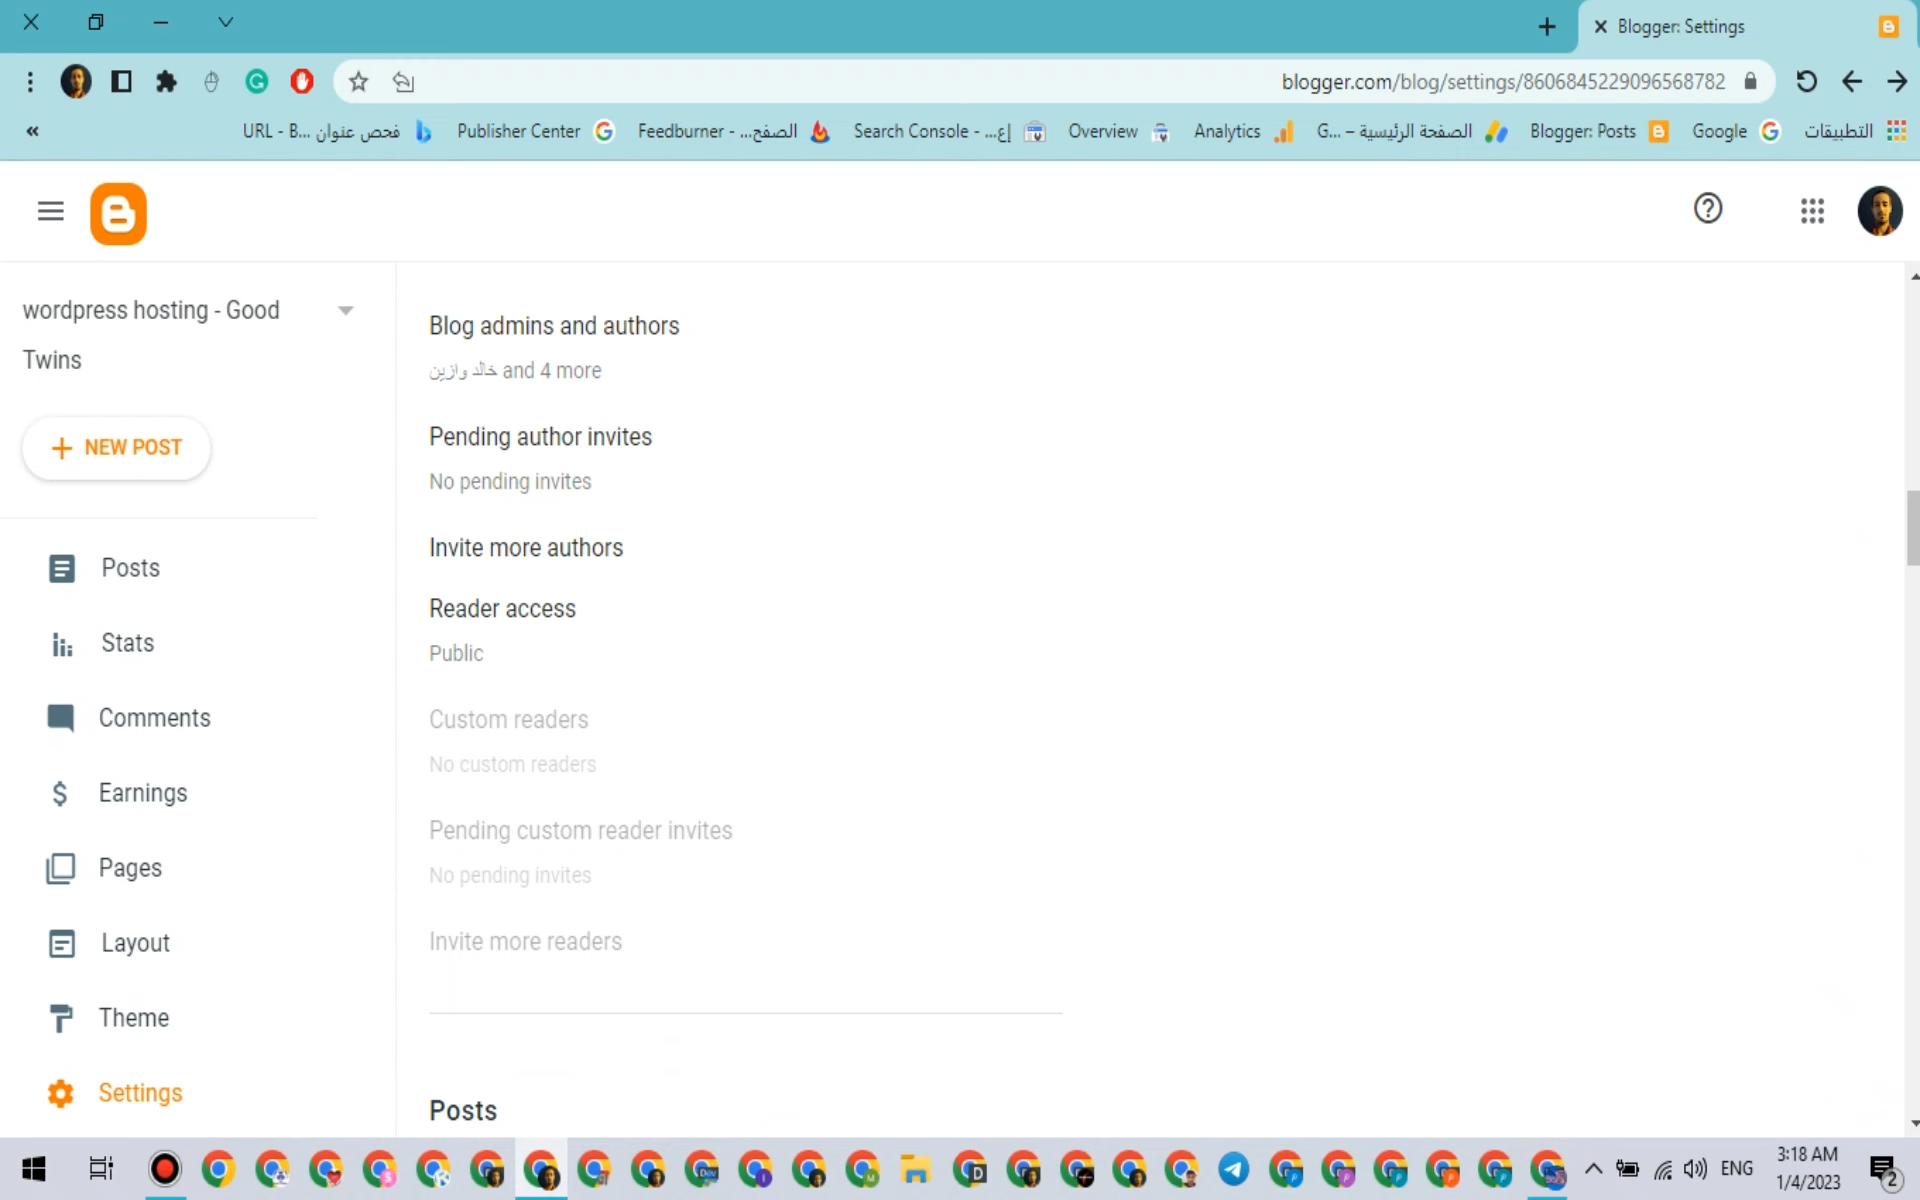 Blogger: Settings
blogger.com/blog/settings/8606845229096568782
«
URL - B... فحص عنوان
Publisher Center
Feedburner - ...الصفح
Search Console - ...إع
Overview
Analytics
G... – الصفحة الرئيسية
Blogger: Posts
Google
التطبيقات
wordpress hosting - Good
Twins
NEW POST
Posts
Stats
Comments
Earnings
Pages
Layout
Theme
Settings
Blog admins and authors
خالد وازين and 4 more
Pending author invites
No pending invites
Invite more authors
Reader access
Public
Custom readers
No custom readers
Pending custom reader invites
No pending invites
Invite more readers
Posts
ENG
3:18 AM
1/4/2023
2